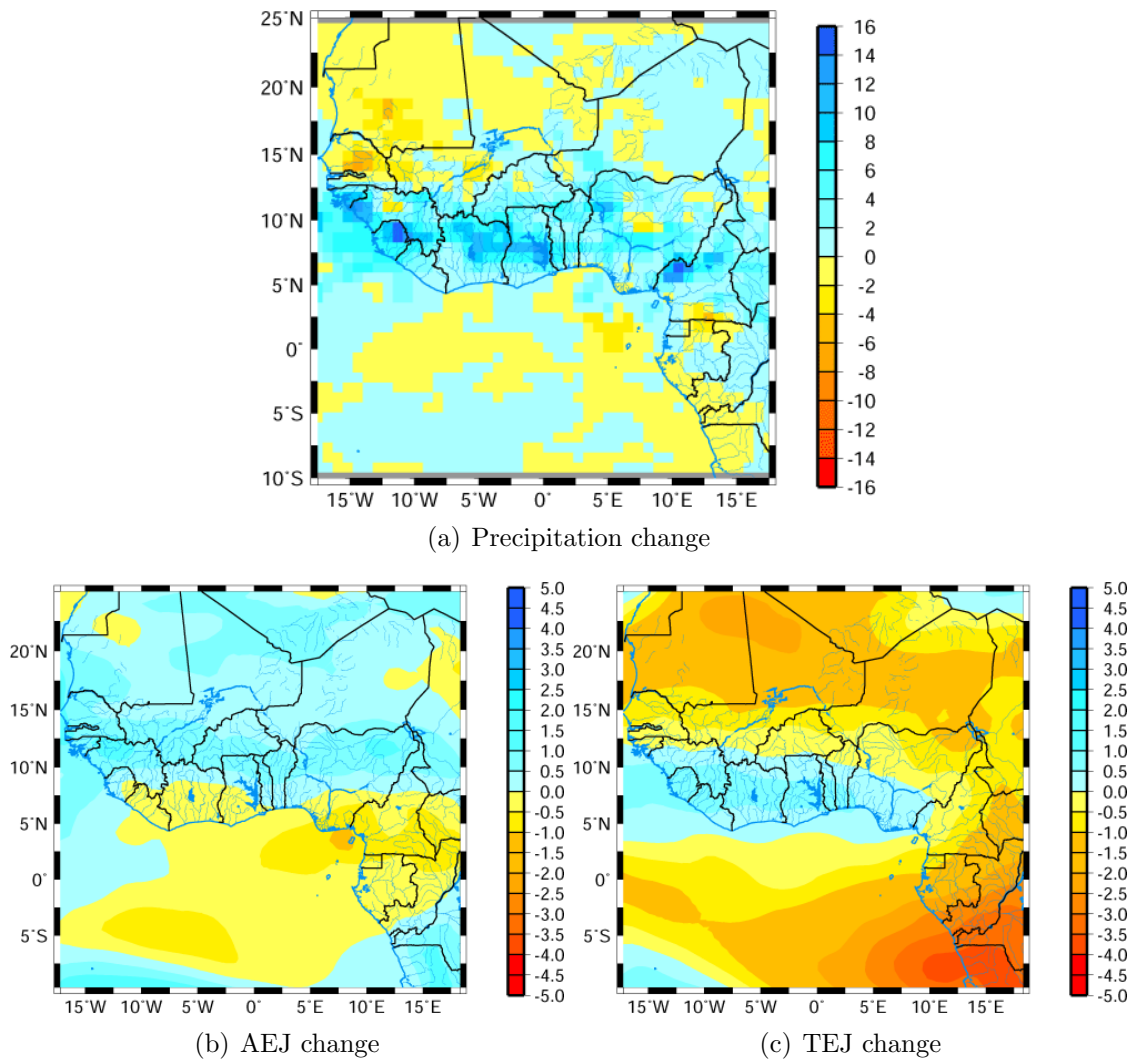 25°N
20°N
15°N
10°N
5°N
0°
5°S
10°S
15°W
10°W
5°W
0°
5°E
10°E
15°E
16
14
12
10
8
6
4
2
0
-2
-4
-6
-8
-10
-12
-14
-16
(a) Precipitation change
20°N
15°N
10°N
5°N
0°
5°S
15°W
10°W
5°W
0°
5°E
10°E
15°E
5.0
4.5
4.0
3.5
3.0
2.5
2.0
1.5
1.0
0.5
0.0
-0.5
-1.0
-1.5
-2.0
-2.5
-3.0
-3.5
-4.0
-4.5
-5.0
(b) AEJ change
20°N
15°N
10°N
5°N
0°
5°S
15°W
10°W
5°W
0°
5°E
10°E
15°E
5.0
4.5
4.0
3.5
3.0
2.5
2.0
1.5
1.0
0.5
0.0
-0.5
-1.0
-1.5
-2.0
-2.5
-3.0
-3.5
-4.0
-4.5
-5.0
(c) TEJ change